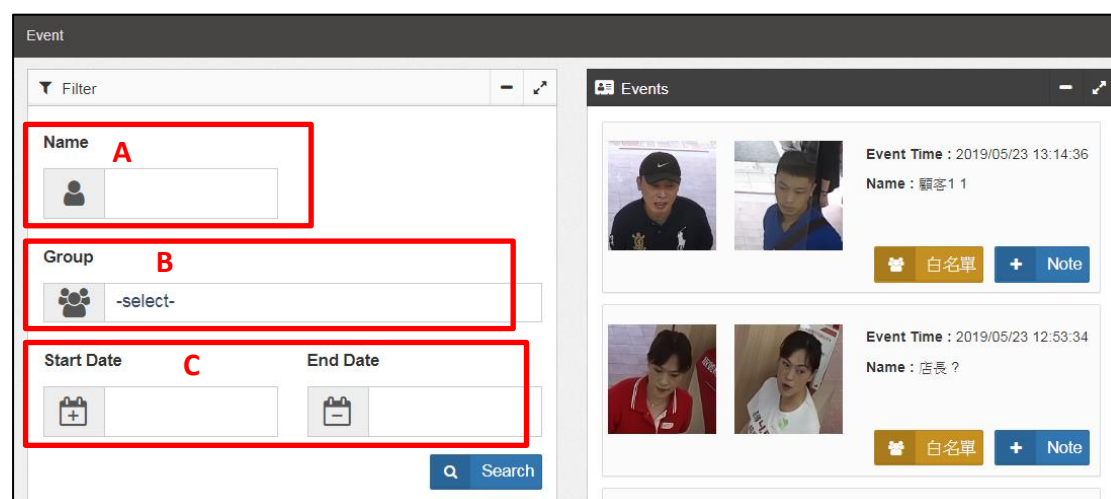 Event
Filter
Name
A
Group
B
-select-
Start Date
C
End Date
Search
Events
Event Time : 2019/05/23 13:14:36
Name : 顧客1 1
白名單
Note
Event Time : 2019/05/23 12:53:34
Name : 店長 ?
白名單
Note